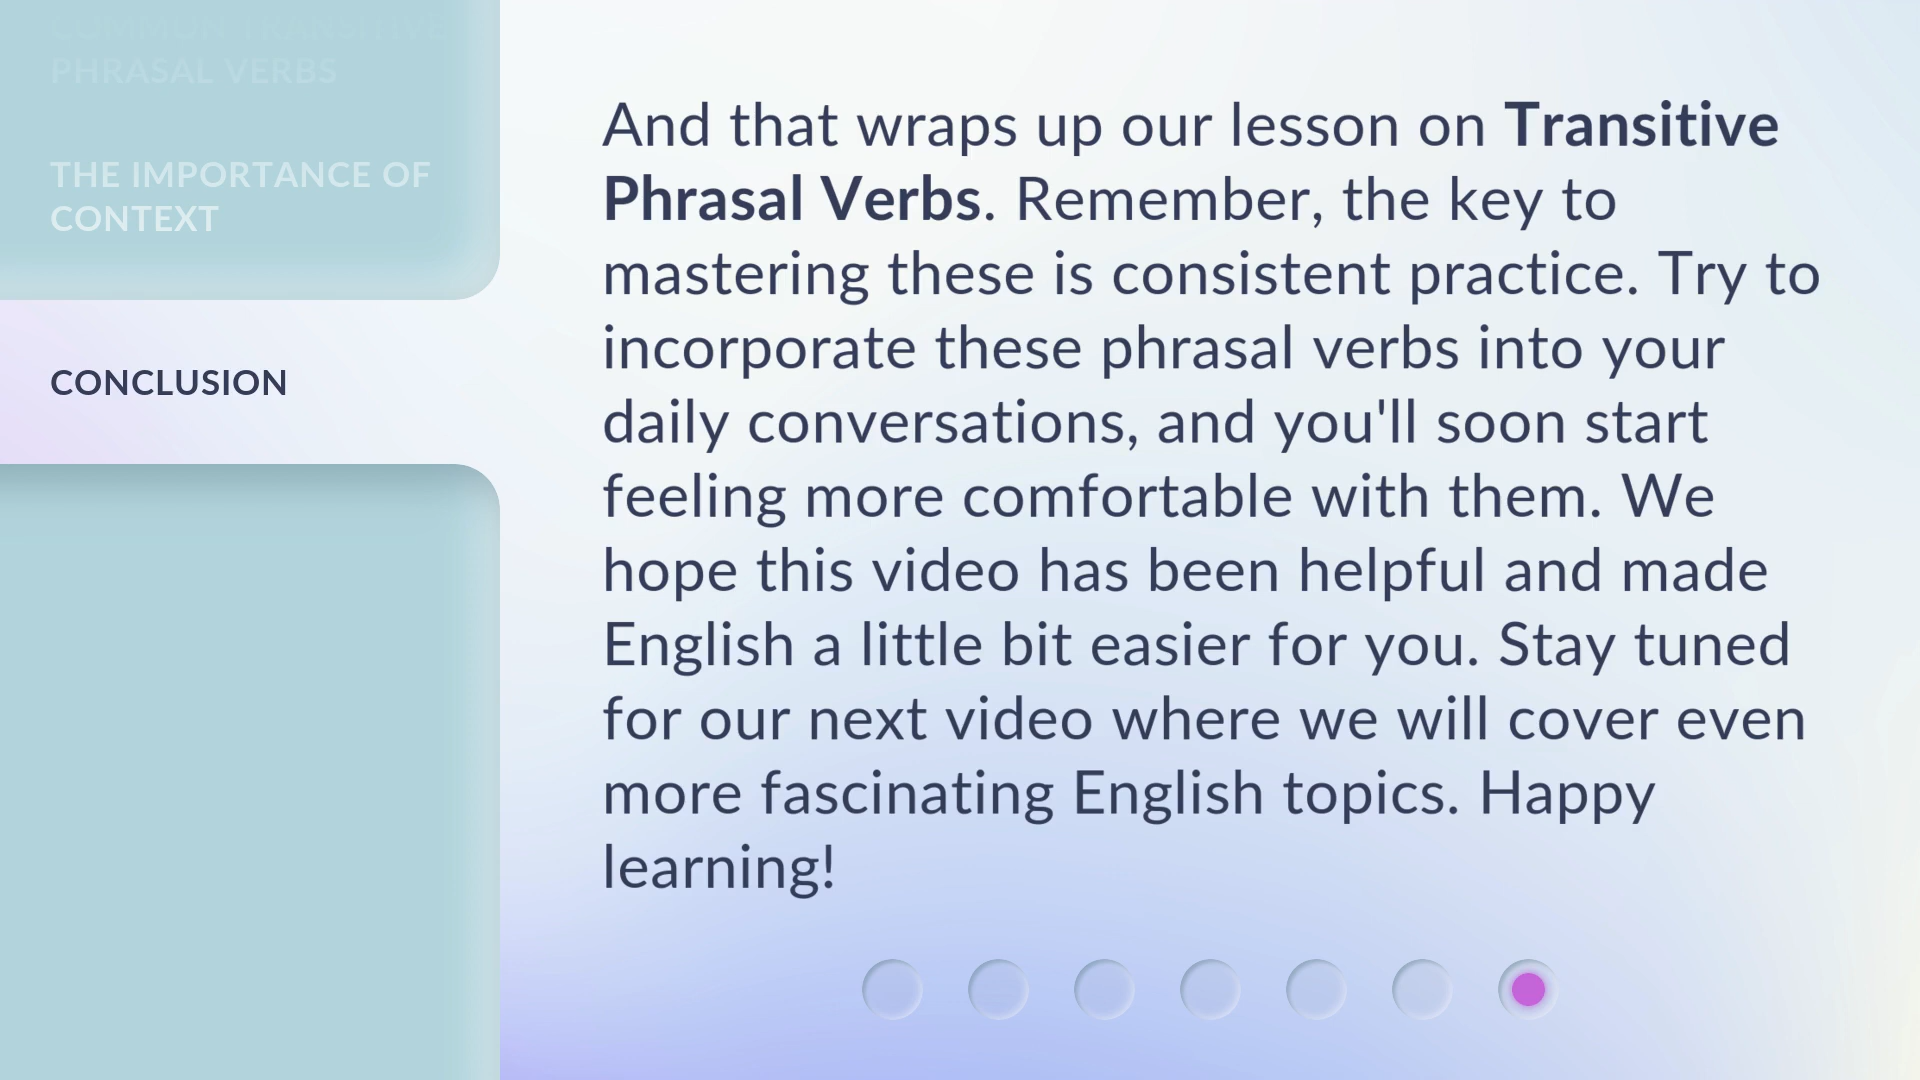 COMMON TRANSITIVE
PHRASAL VERBS
THE IMPORTANCE OF
CONTEXT
CONCLUSION
And that wraps up our lesson on Transitive
Phrasal Verbs. Remember, the key to
mastering these is consistent practice. Try to
incorporate these phrasal verbs into your
daily conversations, and you'll soon start
feeling more comfortable with them. We
hope this video has been helpful and made
English a little bit easier for you. Stay tuned
for our next video where we will cover even
more fascinating English topics. Happy
learning!